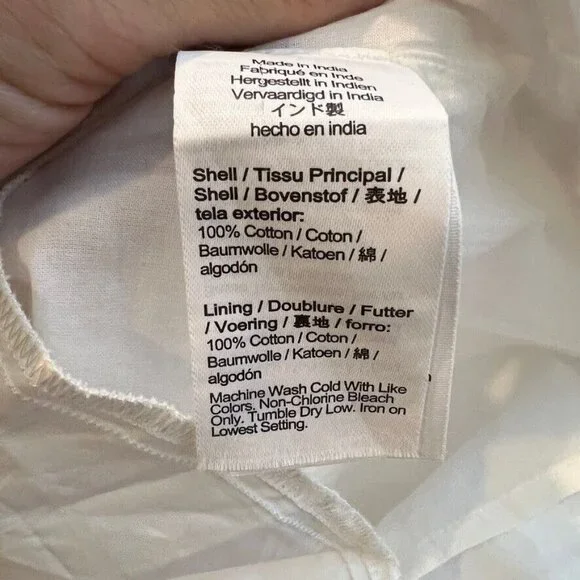 Made in India
Fabriqué en Inde
Hergestellt in Indien
Vervaardigd in India
インド製
hecho en india
Shell / Tissu Principal /
Shell / Bovenstof / 表地 /
tela exterior:
100% Cotton / Coton /
Baumwolle / Katoen / 綿 /
algodón
Lining / Doublure / Futter
/ Voering / 裏地 / forro:
100% Cotton / Coton /
Baumwolle / Katoen / 綿 /
algodón
Machine Wash Cold With Like
Colors, Non-Chlorine Bleach
Only. Tumble Dry Low. Iron on
Lowest Setting.